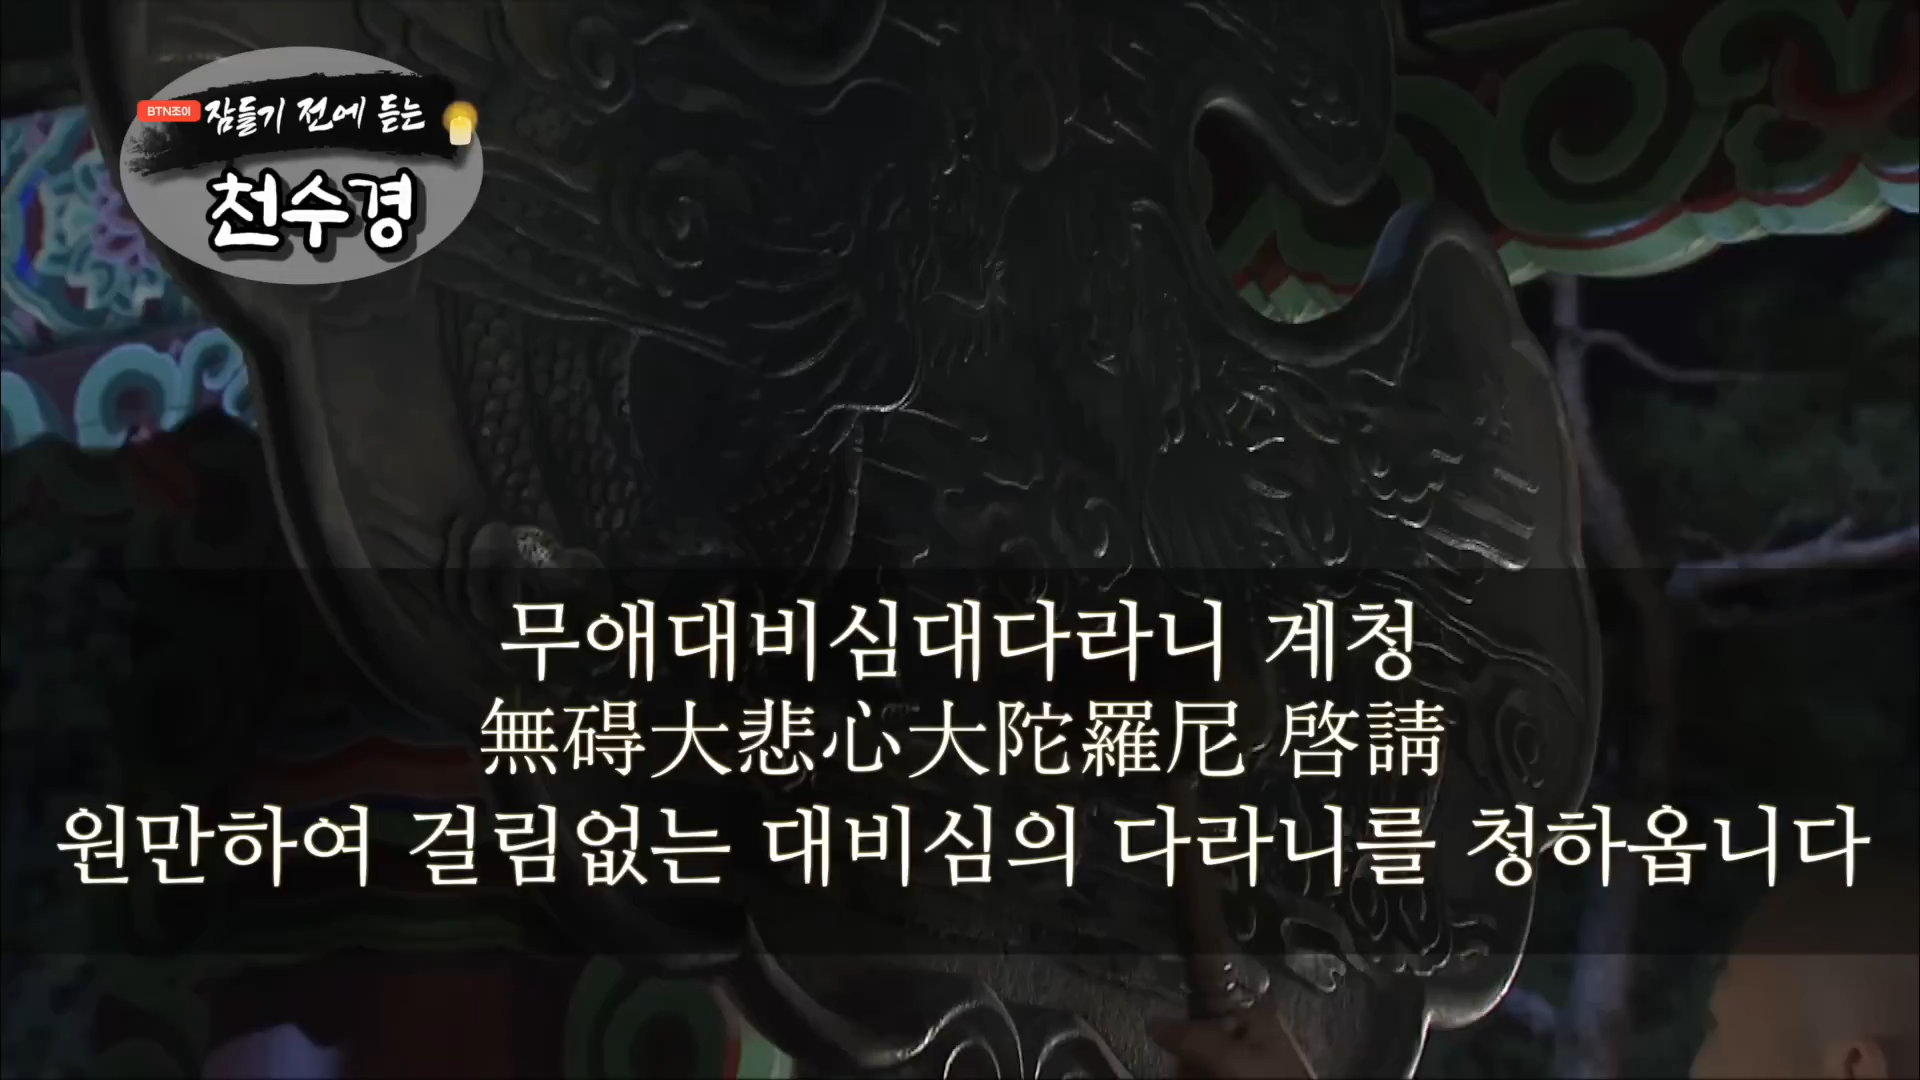 BTN조이
잠들기 전에 듣는
천수경
무애대비심대다라니 계청
無碍大悲心大陀羅尼 啓請
원만하여 걸림없는 대비심의 다라니를 청하옵니다